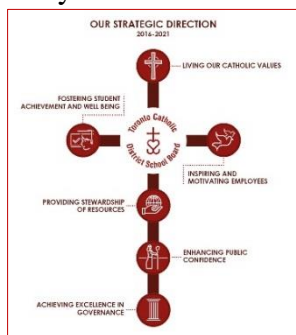 OUR STRATEGIC DIRECTION
2016-2021
LIVING OUR CATHOLIC VALUES
FOSTERING STUDENT
ACHIEVEMENT AND WELL BEING
Toronto Catholic
District School Board
INSPIRING AND
MOTIVATING EMPLOYEES
PROVIDING STEWARDSHIP
OF RESOURCES
ENHANCING PUBLIC
CONFIDENCE
ACHIEVING EXCELLENCE IN
GOVERNANCE